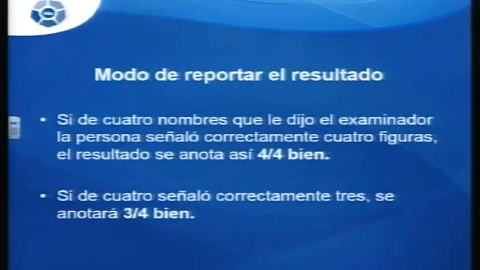 Modo de reportar el resultado
• Si de cuatro nombres que le dijo el examinador
la persona señaló correctamente cuatro figuras,
el resultado se anota así 4/4 bien.
• Si de cuatro señaló correctamente tres, se
anotará 3/4 bien.